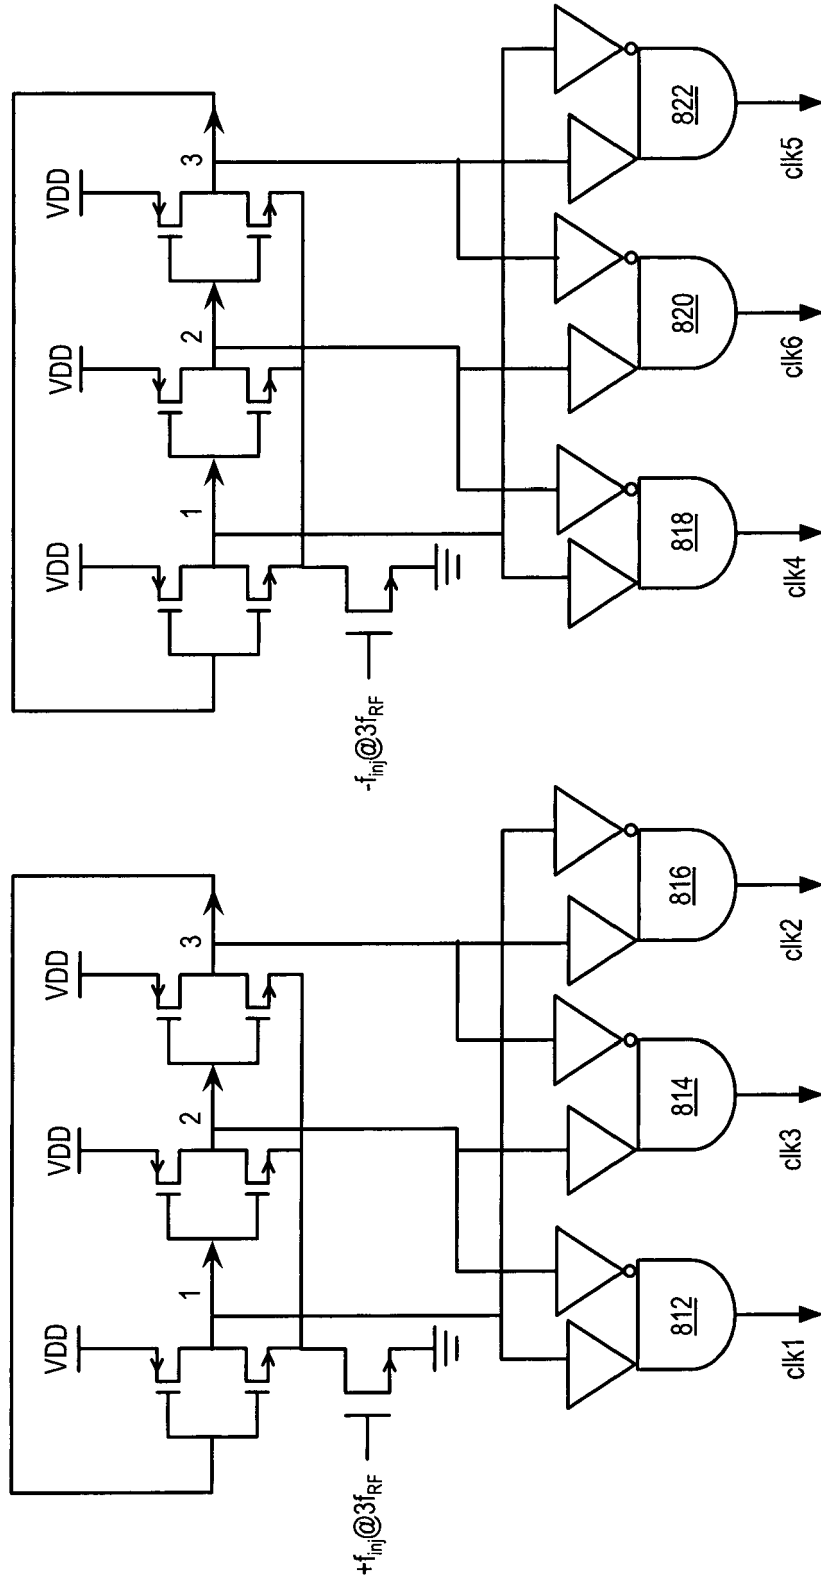 VDD
VDD
VDD
VDD
VDD
VDD
1
2
3
1
2
3
+f_inj@3f_RF
-f_inj@3f_RF
812
814
816
818
820
822
clk1
clk3
clk2
clk4
clk6
clk5